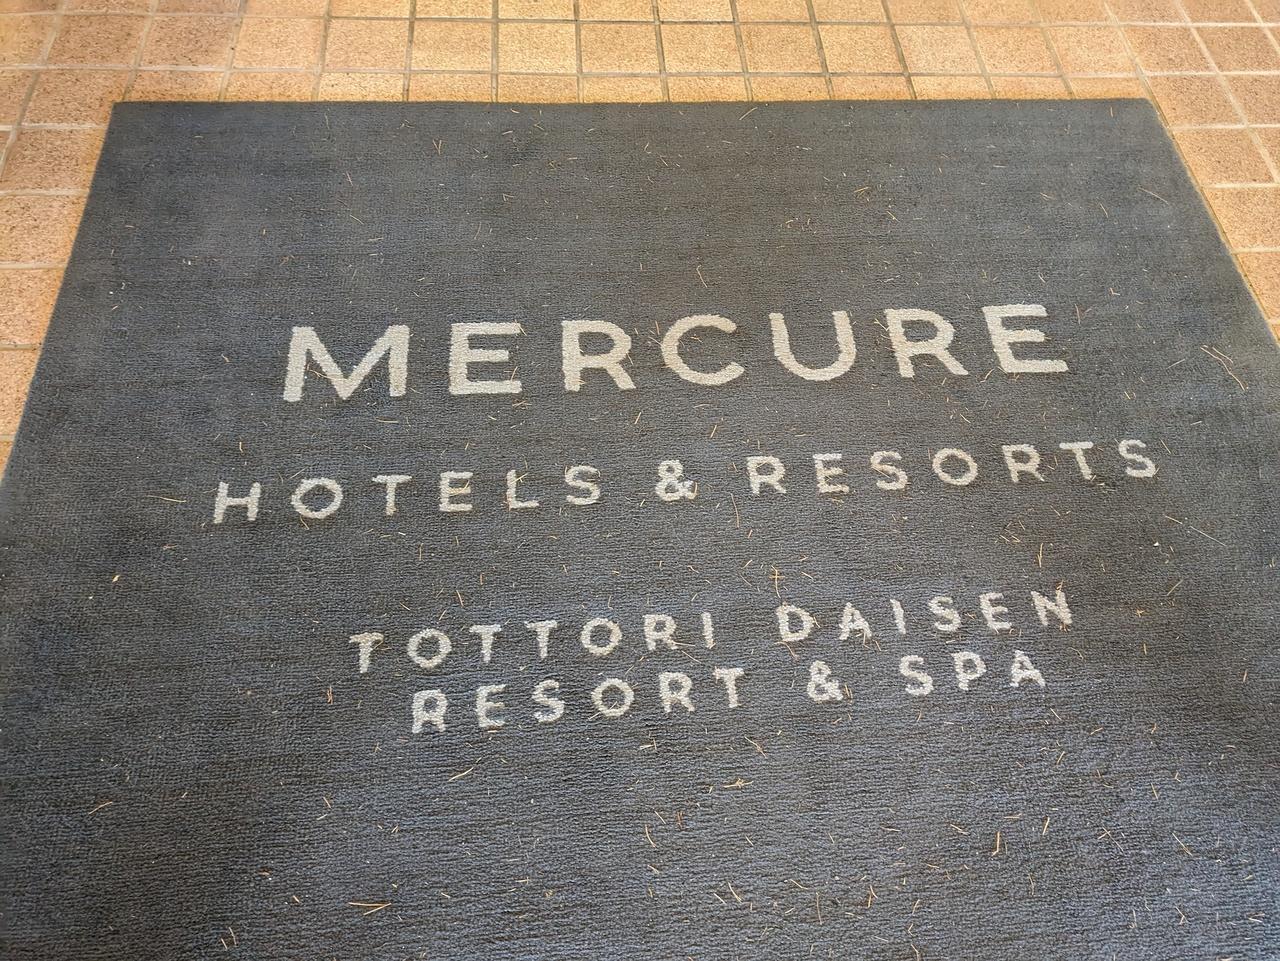 MERCURE
HOTELS & RESORTS
TOTTORI DAISEN
RESORT & SPA